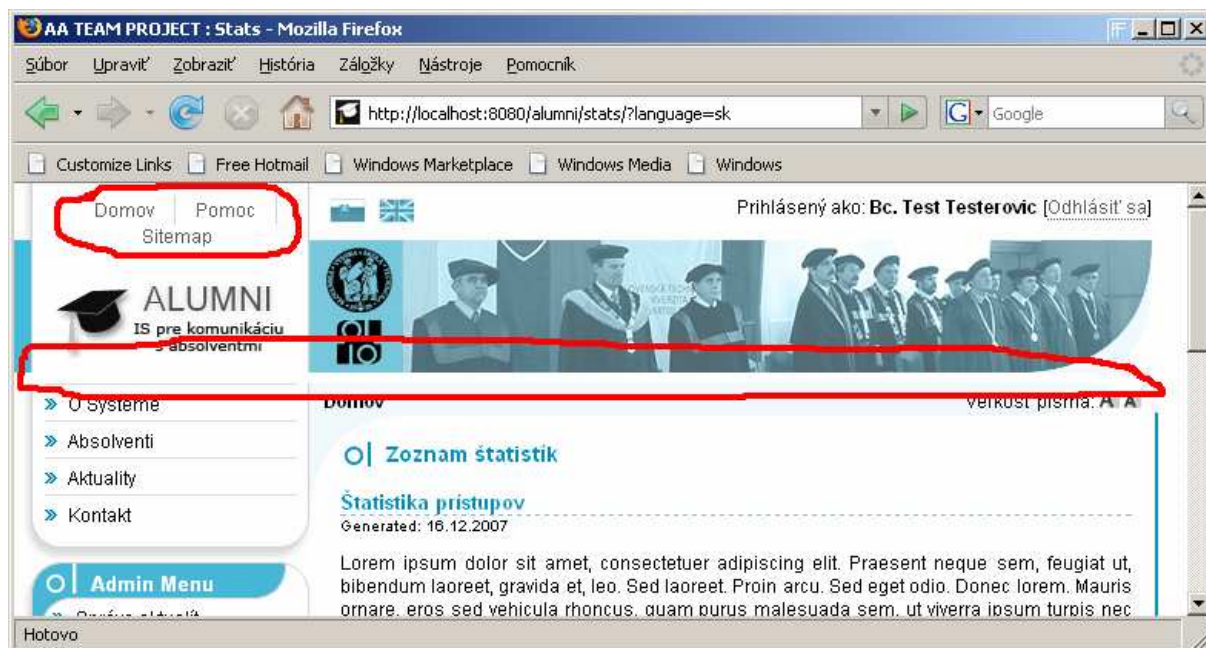 AA TEAM PROJECT : Stats - Mozilla Firefox
Súbor Upraviť Zobraziť História Záložky Nástroje Pomocník
http://localhost:8080/alumni/stats/?language=sk Google
Customize Links Free Hotmail Windows Marketplace Windows Media Windows
Domov Pomoc
Sitemap
Prihlásený ako: Bc. Test Testerovic [Odhlásiť sa]
ALUMNI
IS pre komunikáciu
s absolventmi
» O Systeme
» Absolventi
» Aktuality
» Kontakt
Admin Menu
Domov Veľkosť písma: A A
Zoznam štatistík
Štatistika prístupov
Generated: 16.12.2007
Lorem ipsum dolor sit amet, consectetuer adipiscing elit. Praesent neque sem, feugiat ut,
bibendum laoreet, gravida et, leo. Sed laoreet. Proin arcu. Sed eget odio. Donec lorem. Mauris
ornare, eros sed vehicula rhoncus, quam purus malesuada sem, ut viverra ipsum turpis nec
Hotovo